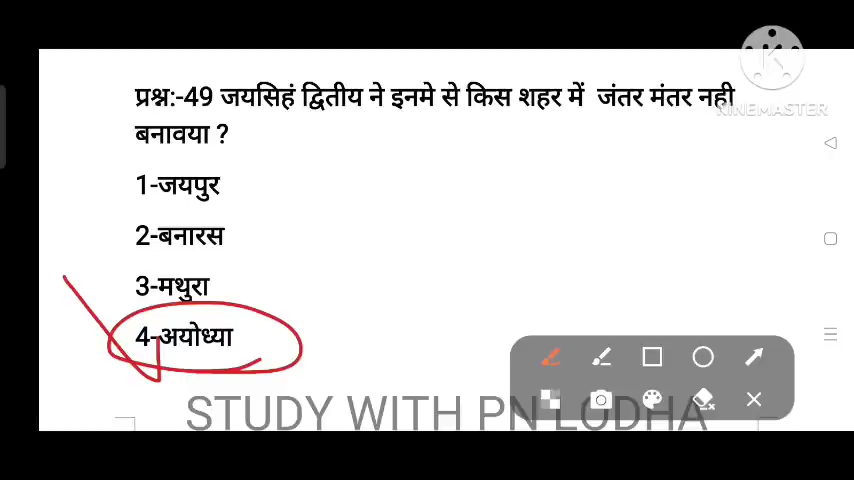 प्रश्न:-49 जयसिहं द्वितीय ने इनमे से किस शहर में जंतर मंतर नही
बनावया ?
1-जयपुर
2-बनारस
3-मथुरा
4-अयोध्या
STUDY WITH PN LODHA
KINEMASTER